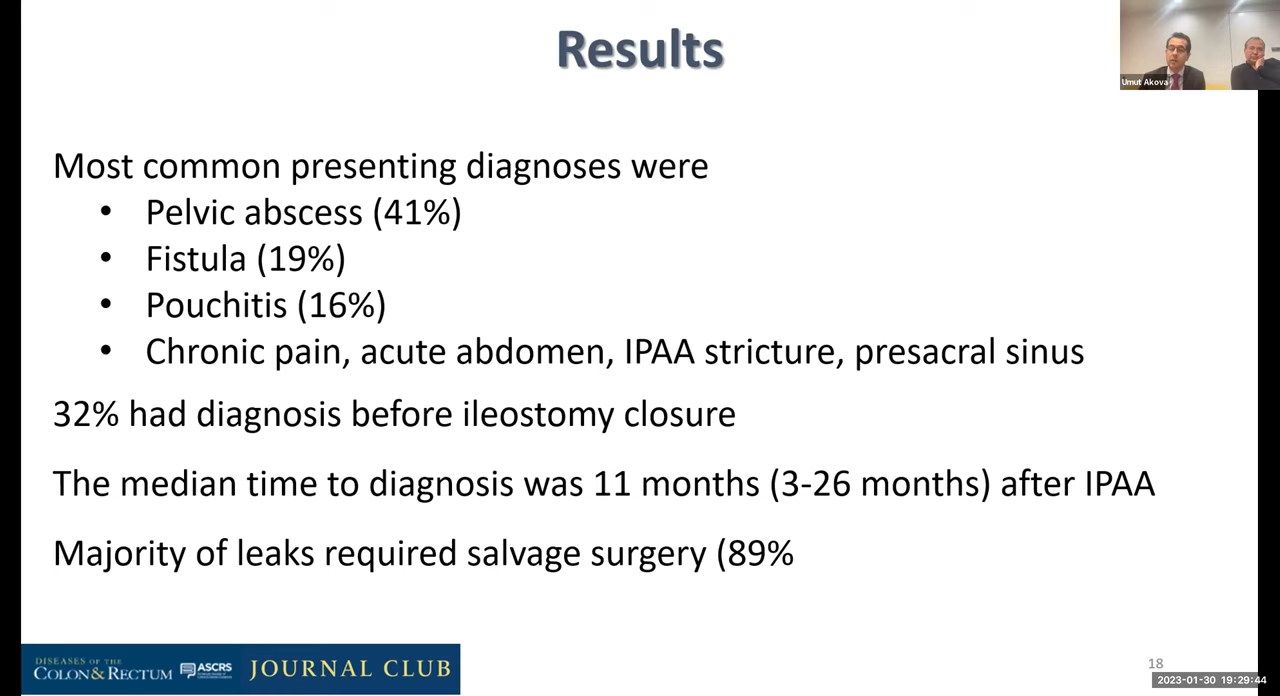 Results
Umut Akova
Most common presenting diagnoses were
• Pelvic abscess (41%)
• Fistula (19%)
• Pouchitis (16%)
• Chronic pain, acute abdomen, IPAA stricture, presacral sinus
32% had diagnosis before ileostomy closure
The median time to diagnosis was 11 months (3-26 months) after IPAA
Majority of leaks required salvage surgery (89%
DISEASES OF THE
COLON&RECTUM
ASCRS
JOURNAL CLUB
18
2023-01-30 19:29:44